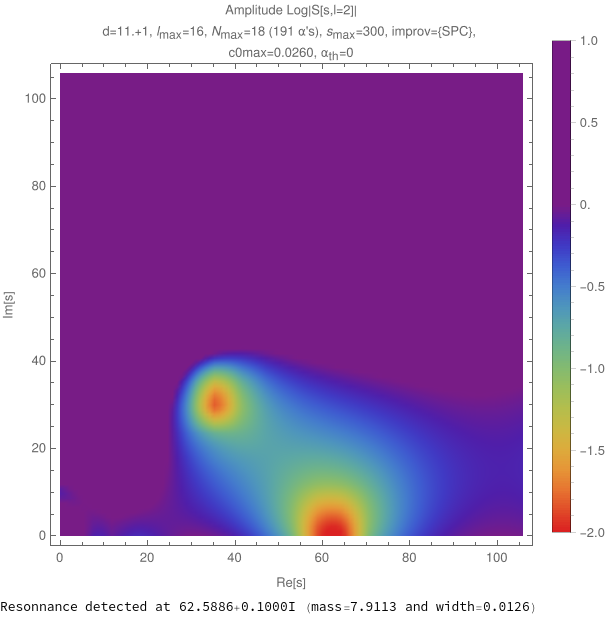 Amplitude Log|S[s,l=2]|
d=11.+1, lmax=16, Nmax=18 (191 α's), smax=300, improv={SPC},
c0max=0.0260, αth=0
Im[s]
100
80
60
40
20
0
0 20 40 60 80 100
Re[s]
1.0
0.5
0.
-0.5
-1.0
-1.5
-2.0
Resonnance detected at 62.5886+0.1000I (mass=7.9113 and width=0.0126)